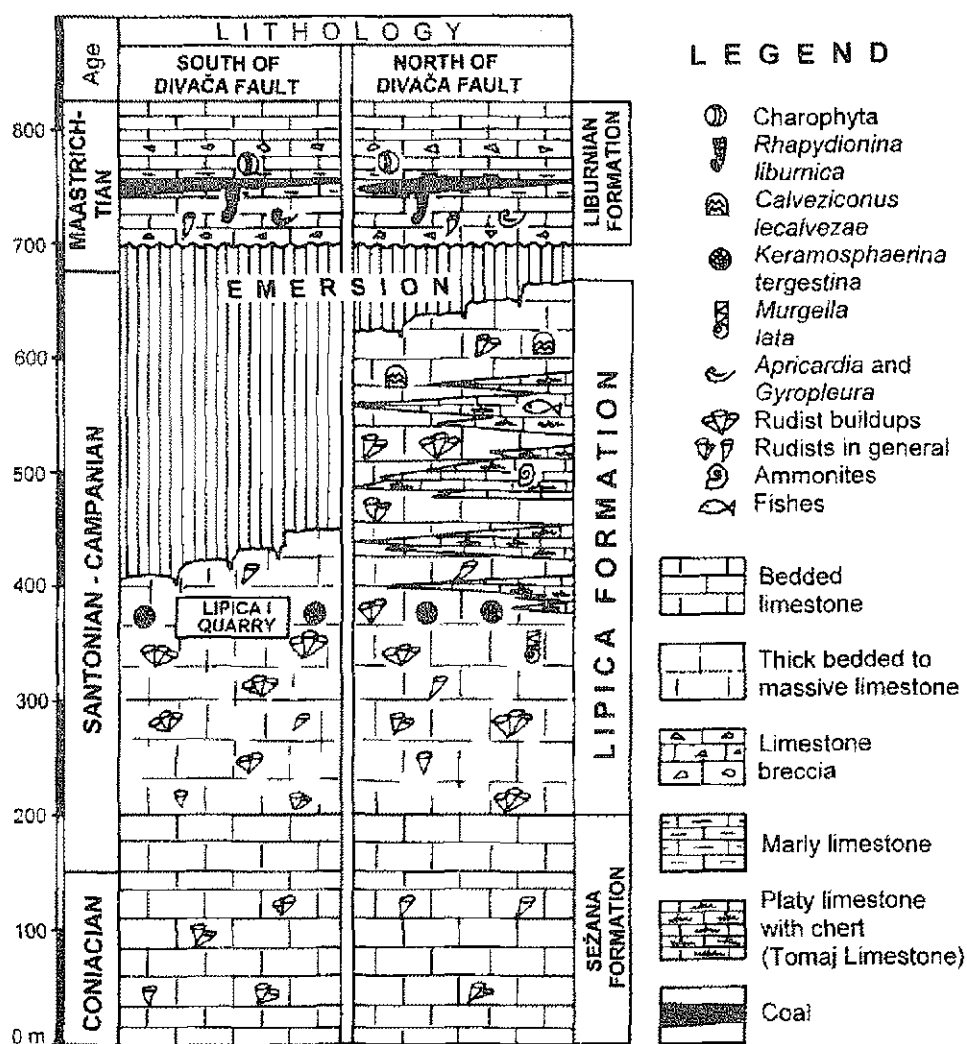 LITHOLOGY
Age
SOUTH OF
DIVAČA FAULT
NORTH OF
DIVAČA FAULT
800
700
600
500
400
300
200
100
0 m
MAASTRICH-
TIAN
SANTONIAN - CAMPANIAN
CONIACIAN
EMERSION
LIPICA I
QUARRY
LIBURNIAN
FORMATION
LIPICA FORMATION
SEŽANA
FORMATION
LEGEND
Charophyta
Rhapydionina
liburnica
Calveziconus
lecalvezae
Keramosphaerina
tergestina
Murgella
lata
Apricardia and
Gyropleura
Rudist buildups
Rudists in general
Ammonites
Fishes
Bedded
limestone
Thick bedded to
massive limestone
Limestone
breccia
Marly limestone
Platy limestone
with chert
(Tomaj Limestone)
Coal